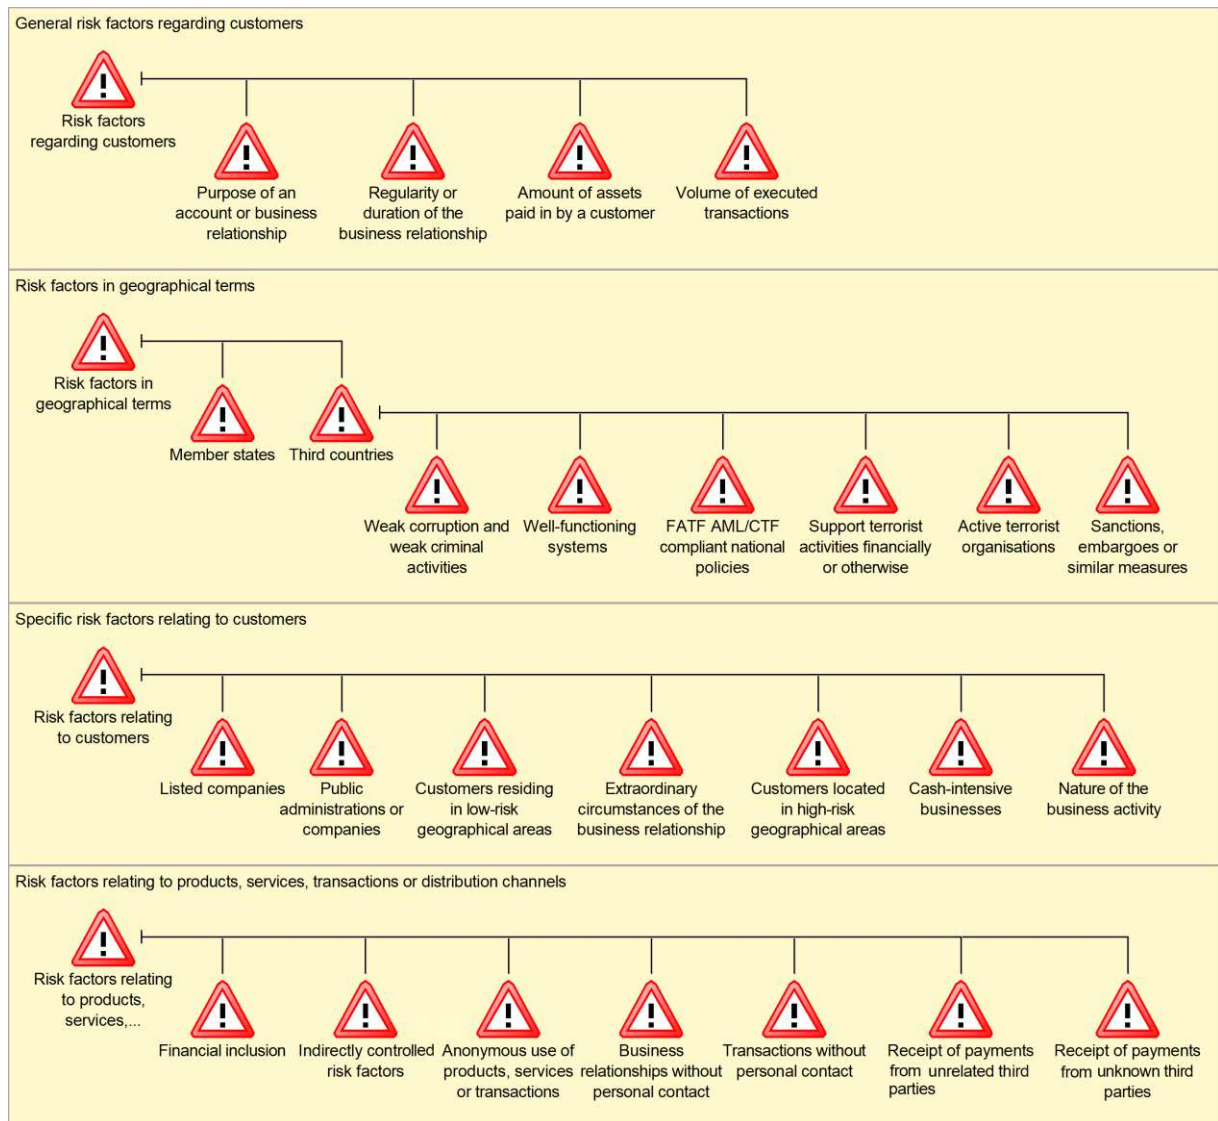 General risk factors regarding customers
Risk factors
regarding customers
Purpose of an
account or business
relationship
Regularity or
duration of the
business relationship
Amount of assets
paid in by a customer
Volume of executed
transactions
Risk factors in geographical terms
Risk factors in
geographical terms
Member states
Third countries
Weak corruption and
weak criminal
activities
Well-functioning
systems
FATF AML/CTF
compliant national
policies
Support terrorist
activities financially
or otherwise
Active terrorist
organisations
Sanctions,
embargoes or
similar measures
Specific risk factors relating to customers
Risk factors relating
to customers
Listed companies
Public
administrations or
companies
Customers residing
in low-risk
geographical areas
Extraordinary
circumstances of the
business relationship
Customers located
in high-risk
geographical areas
Cash-intensive
businesses
Nature of the
business activity
Risk factors relating to products, services, transactions or distribution channels
Risk factors relating
to products,
services,...
Financial inclusion
Indirectly controlled
risk factors
Anonymous use of
products, services
or transactions
Business
relationships without
personal contact
Transactions without
personal contact
Receipt of payments
from unrelated third
parties
Receipt of payments
from unknown third
parties